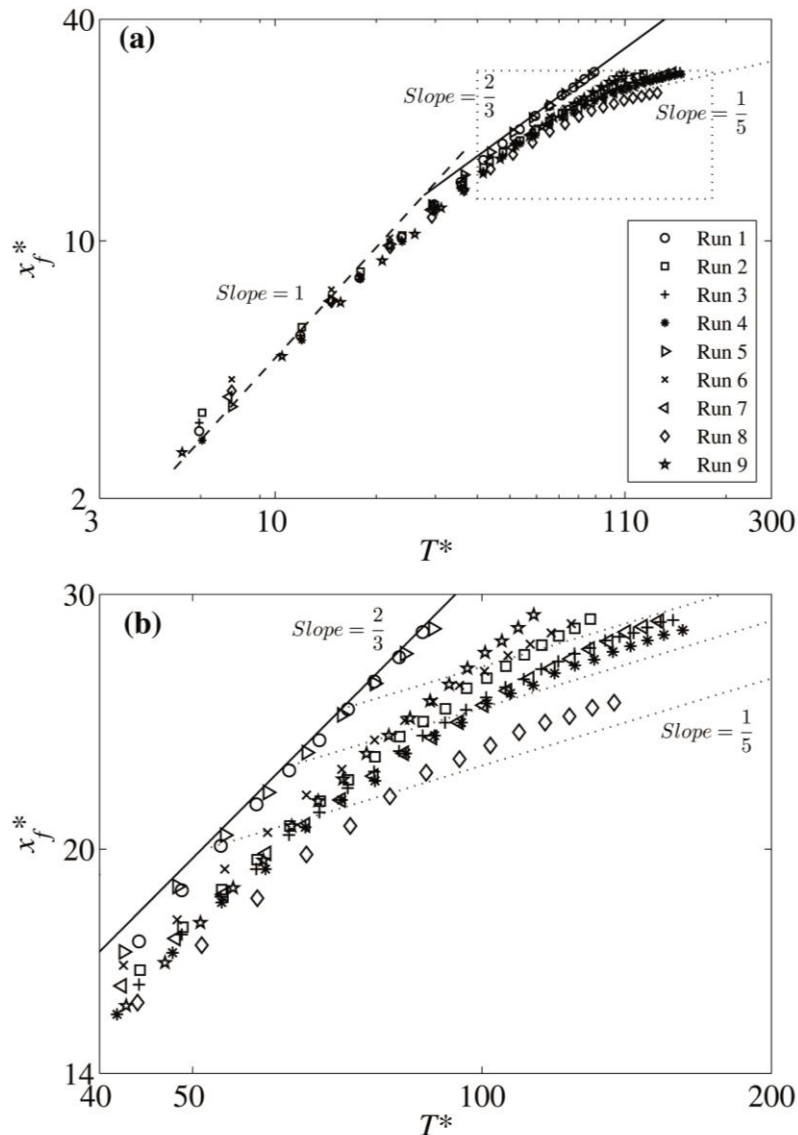 (a)
40
10
2
x_f^*
Slope = 2/3
Slope = 1/5
Slope = 1
Run 1
Run 2
Run 3
Run 4
Run 5
Run 6
Run 7
Run 8
Run 9
3 10 110 300
T*
(b)
30
20
14
x_f^*
Slope = 2/3
Slope = 1/5
40 50 100 200
T*